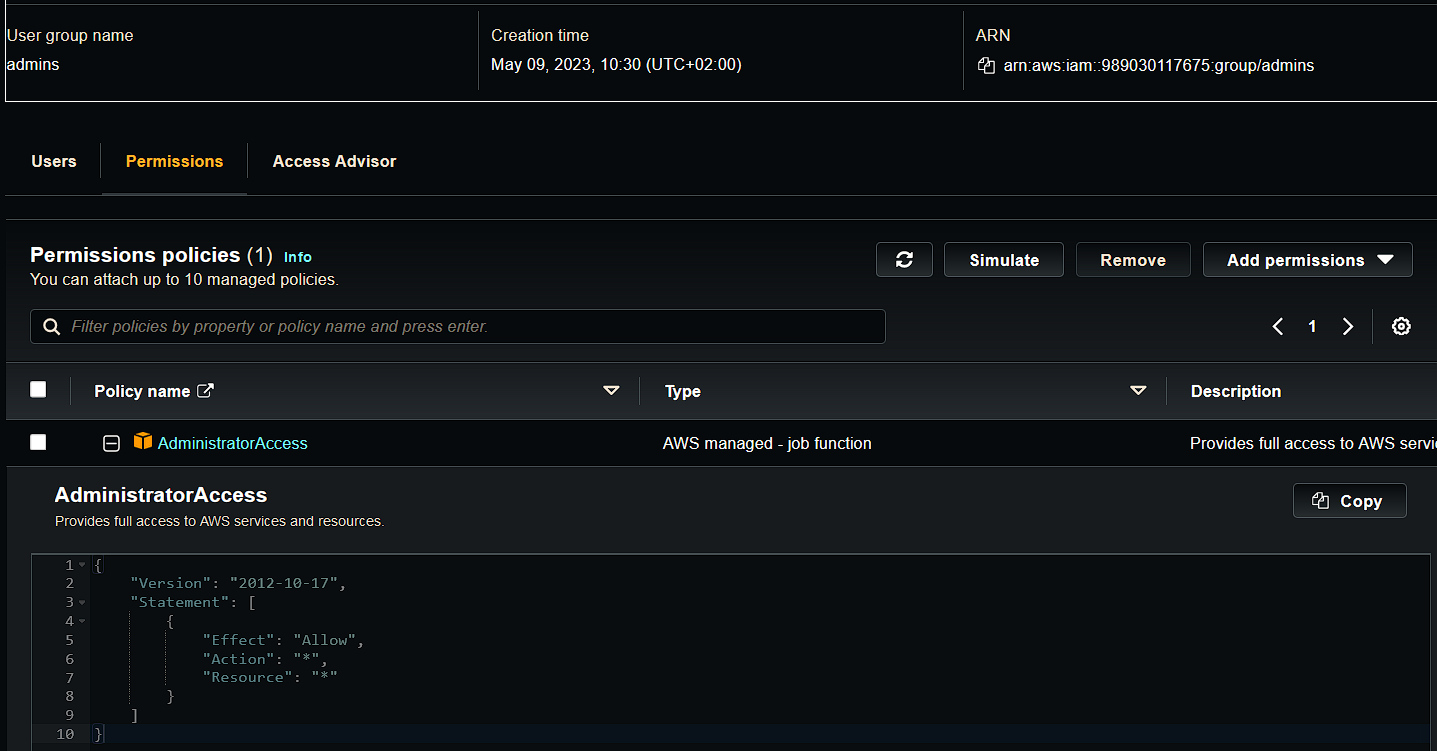 User group name
admins
Creation time
May 09, 2023, 10:30 (UTC+02:00)
ARN
arn:aws:iam::989030117675:group/admins
Users
Permissions
Access Advisor
Permissions policies (1) Info
You can attach up to 10 managed policies.
Simulate
Remove
Add permissions
Filter policies by property or policy name and press enter.
1
Policy name
Type
Description
AdministratorAccess
AWS managed - job function
Provides full access to AWS servi
AdministratorAccess
Provides full access to AWS services and resources.
Copy
1 {
2 "Version": "2012-10-17",
3 "Statement": [
4 {
5 "Effect": "Allow",
6 "Action": "*",
7 "Resource": "*"
8 }
9 ]
10 }